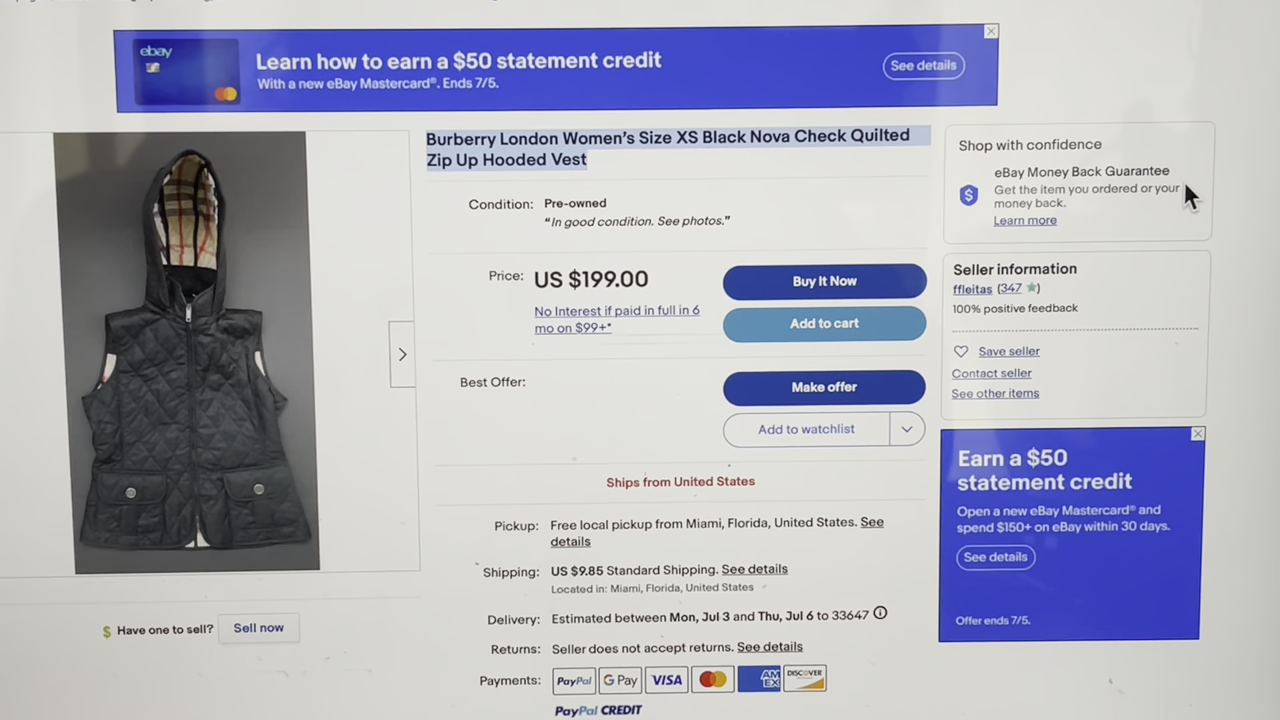 ebay
Learn how to earn a $50 statement credit
With a new eBay Mastercard®. Ends 7/5.
See details
Burberry London Women's Size XS Black Nova Check Quilted
Zip Up Hooded Vest
Condition: Pre-owned
"In good condition. See photos."
Price: US $199.00
No Interest if paid in full in 6
mo on $99+*
Buy It Now
Add to cart
Best Offer:
Make offer
Add to watchlist
Ships from United States
Pickup: Free local pickup from Miami, Florida, United States. See
details
Shipping: US $9.85 Standard Shipping. See details
Located in: Miami, Florida, United States
Delivery: Estimated between Mon, Jul 3 and Thu, Jul 6 to 33647
Returns: Seller does not accept returns. See details
Payments: PayPal G Pay VISA AM EX DISCOVER
PayPal CREDIT
$ Have one to sell? Sell now
Shop with confidence
eBay Money Back Guarantee
Get the item you ordered or your
money back.
Learn more
Seller information
ffleitas (347)
100% positive feedback
Save seller
Contact seller
See other items
Earn a $50
statement credit
Open a new eBay Mastercard® and
spend $150+ on eBay within 30 days.
See details
Offer ends 7/5.